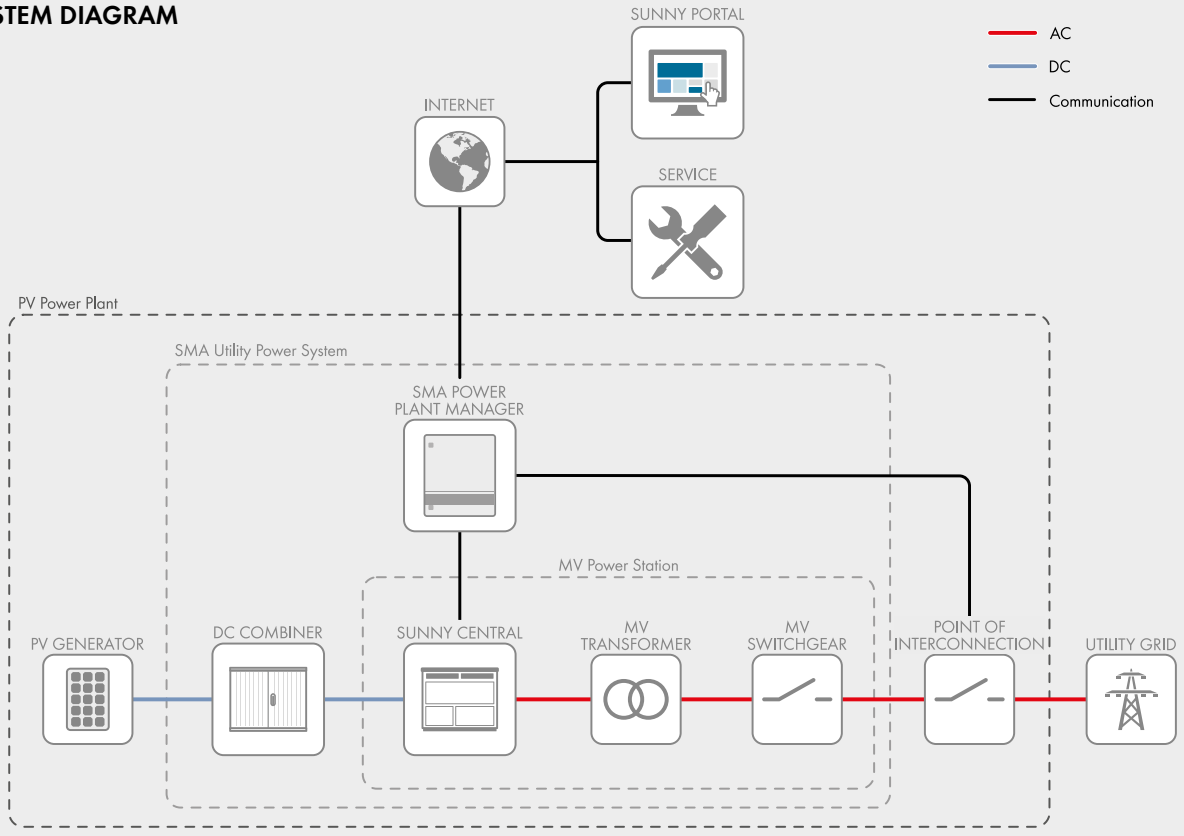 STEM DIAGRAM
SUNNY PORTAL
AC
DC
Communication
INTERNET
SERVICE
PV Power Plant
SMA Utility Power System
SMA POWER
PLANT MANAGER
MV Power Station
PV GENERATOR
DC COMBINER
SUNNY CENTRAL
MV
TRANSFORMER
MV
SWITCHGEAR
POINT OF
INTERCONNECTION
UTILITY GRID